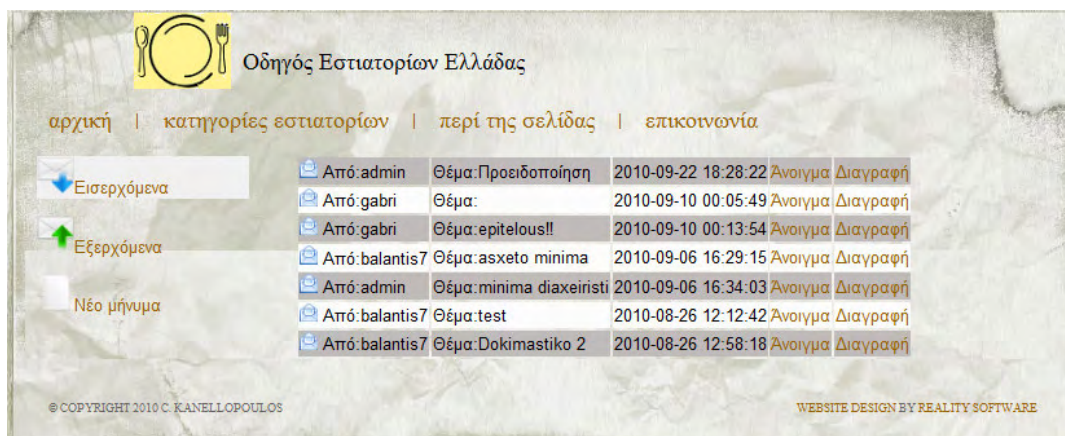 Οδηγός Εστιατορίων Ελλάδας
αρχική | κατηγορίες εστιατορίων | περί της σελίδας | επικοινωνία
Εισερχόμενα
Εξερχόμενα
Νέο μήνυμα
Από:admin Θέμα:Προειδοποίηση 2010-09-22 18:28:22 Άνοιγμα Διαγραφή
Από:gabri Θέμα: 2010-09-10 00:05:49 Άνοιγμα Διαγραφή
Από:gabri Θέμα:epitelous!! 2010-09-10 00:13:54 Άνοιγμα Διαγραφή
Από:balantis7 Θέμα:asxeto minima 2010-09-06 16:29:15 Άνοιγμα Διαγραφή
Από:admin Θέμα:minima diaxeiristi 2010-09-06 16:34:03 Άνοιγμα Διαγραφή
Από:balantis7 Θέμα:test 2010-08-26 12:12:42 Άνοιγμα Διαγραφή
Από:balantis7 Θέμα:Dokimastiko 2 2010-08-26 12:58:18 Άνοιγμα Διαγραφή
© COPYRIGHT 2010 C. KANELLOPOULOS
WEBSITE DESIGN BY REALITY SOFTWARE